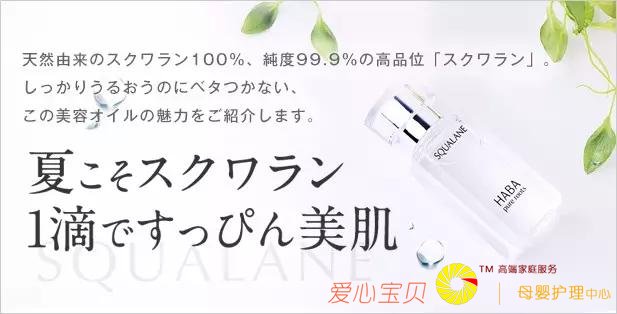 天然由来のスクワラン100%、純度99.9%の高品位「スクワラン」。
しっかりうるおうのにベタつかない、
この美容オイルの魅力をご紹介します。
夏こそスクワラン
1滴ですっぴん美肌
SQUALANE
SQUALANE
HABA
pure roots
爱心宝贝
TM 高端家庭服务
母婴护理中心